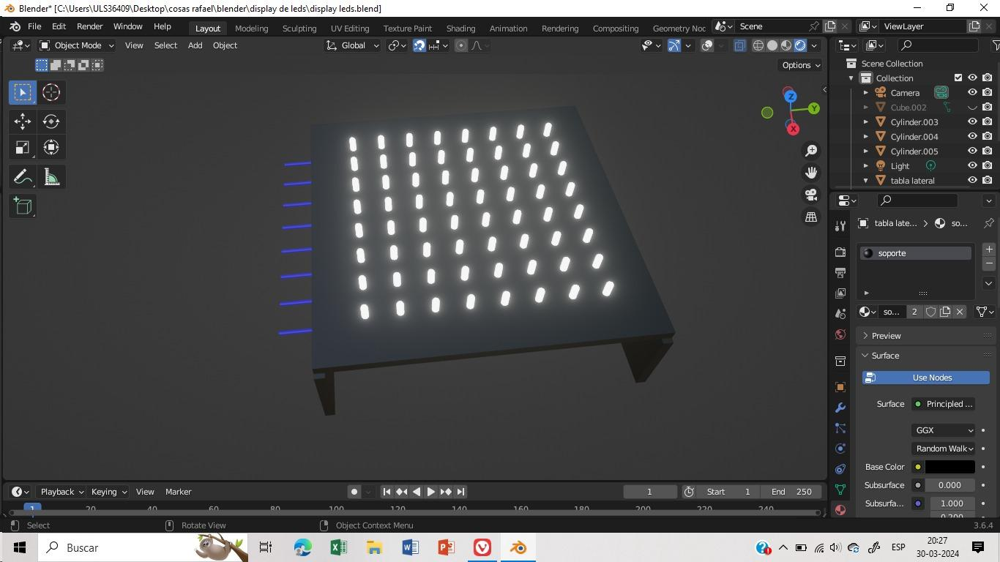 Blender* [C:\Users\ULS36409\Desktop\cosas rafael\blender\display de leds\display leds.blend]
File Edit Render Window Help Layout Modeling Sculpting UV Editing Texture Paint Shading Animation Rendering Compositing Geometry Noc Scene ViewLayer
Object Mode View Select Add Object Global
Options
Scene Collection
Collection
Camera
Cube.002
Cylinder.003
Cylinder.004
Cylinder.005
Light
tabla lateral
Z
Y
X
tabla late... so...
soporte
so... 2
Preview
Surface
Use Nodes
Surface Principled ...
GGX
Random Walk
Base Color
Subsurface 0.000
Subsurfa... 1.000
0.200
Playback Keying View Marker 1 Start 1 End 250
1 20 40 60 80 100 120 140 160 180 200 220 240
Select Rotate View Object Context Menu 3.6.4
Buscar
ESP
20:27
30-03-2024